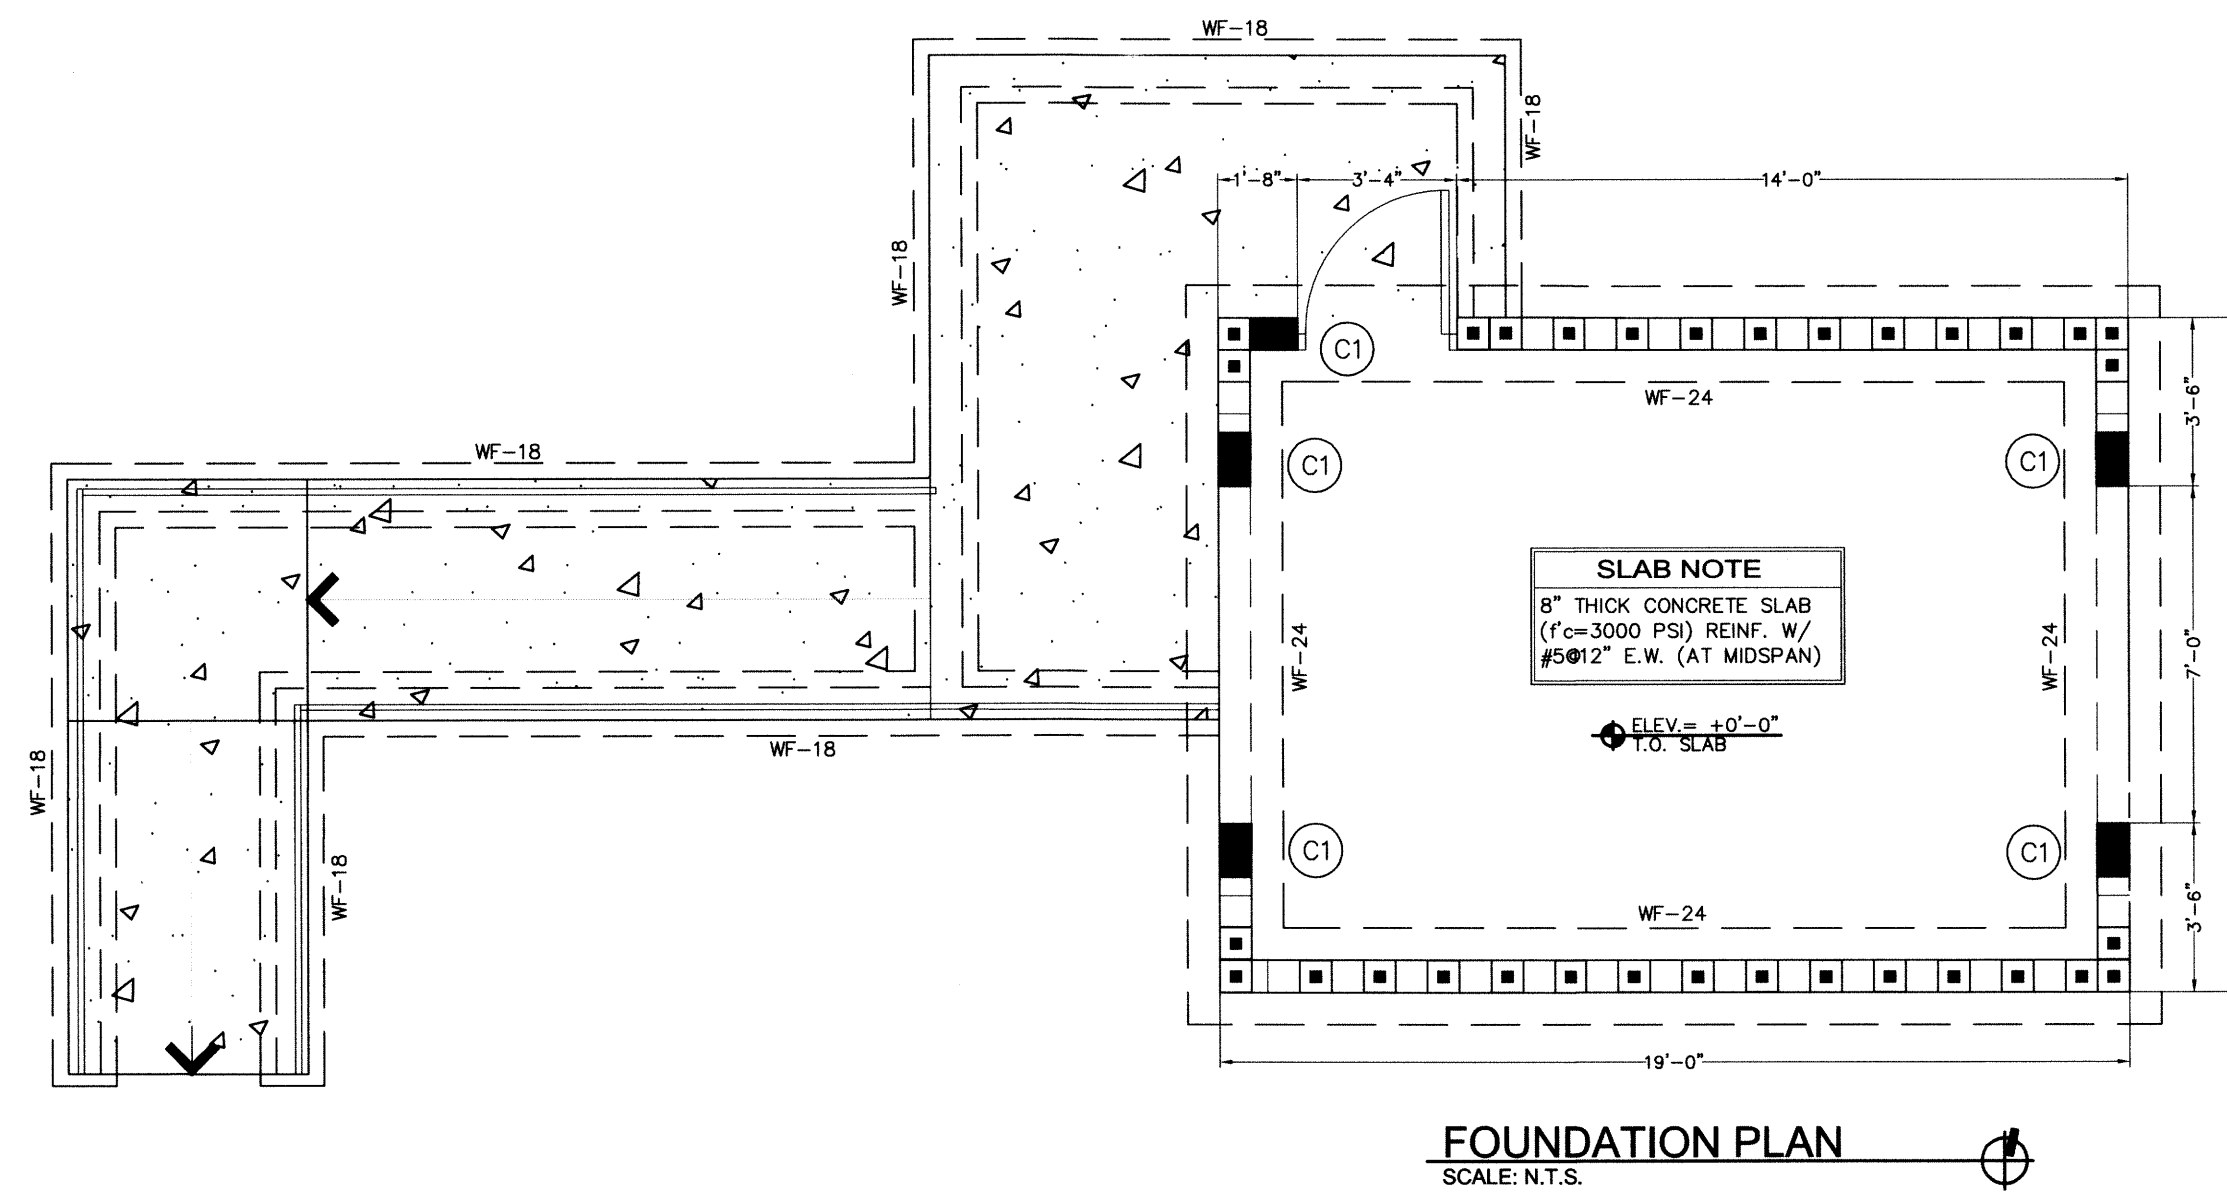 WF-18
WF-18
1'-8"
3'-4"
14'-0"
WF-18
C1
WF-24
3'-6"
WF-18
C1
C1
SLAB NOTE
8" THICK CONCRETE SLAB
(f'c=3000 PSI) REINF. W/
#5@12" E.W. (AT MIDSPAN)
WF-24
WF-24
7'-0"
ELEV.= +0'-0"
T.O. SLAB
WF-18
WF-18
WF-18
C1
C1
WF-24
3'-6"
19'-0"
FOUNDATION PLAN
SCALE: N.T.S.